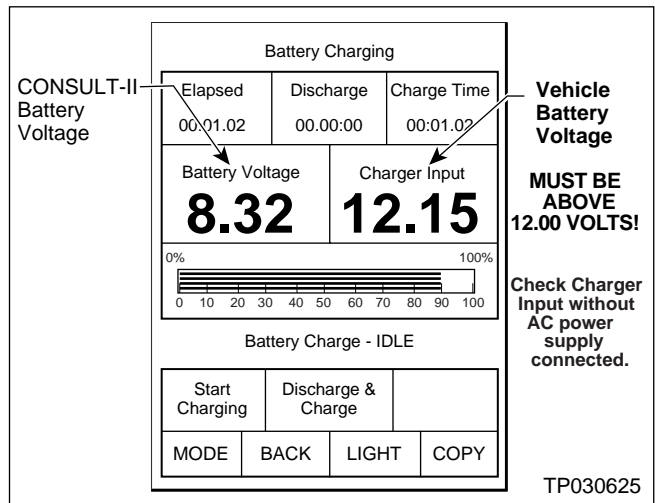 Battery Charging
CONSULT-II
Battery
Voltage
Elapsed
00:01.02
Discharge
00.00:00
Charge Time
00:01.02
Vehicle
Battery
Voltage
Battery Voltage
8.32
Charger Input
12.15
MUST BE
ABOVE
12.00 VOLTS!
0% 100%
0 10 20 30 40 50 60 70 80 90 100
Check Charger
Input without
AC power
supply
connected.
Battery Charge - IDLE
Start
Charging
Discharge &
Charge
MODE BACK LIGHT COPY
TP030625